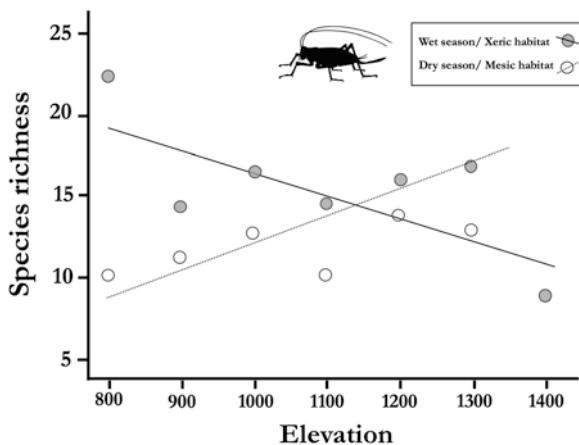 25
20
15
10
5
Species richness
Wet season/ Xeric habitat
Dry season/ Mesic habitat
800 900 1000 1100 1200 1300 1400
Elevation